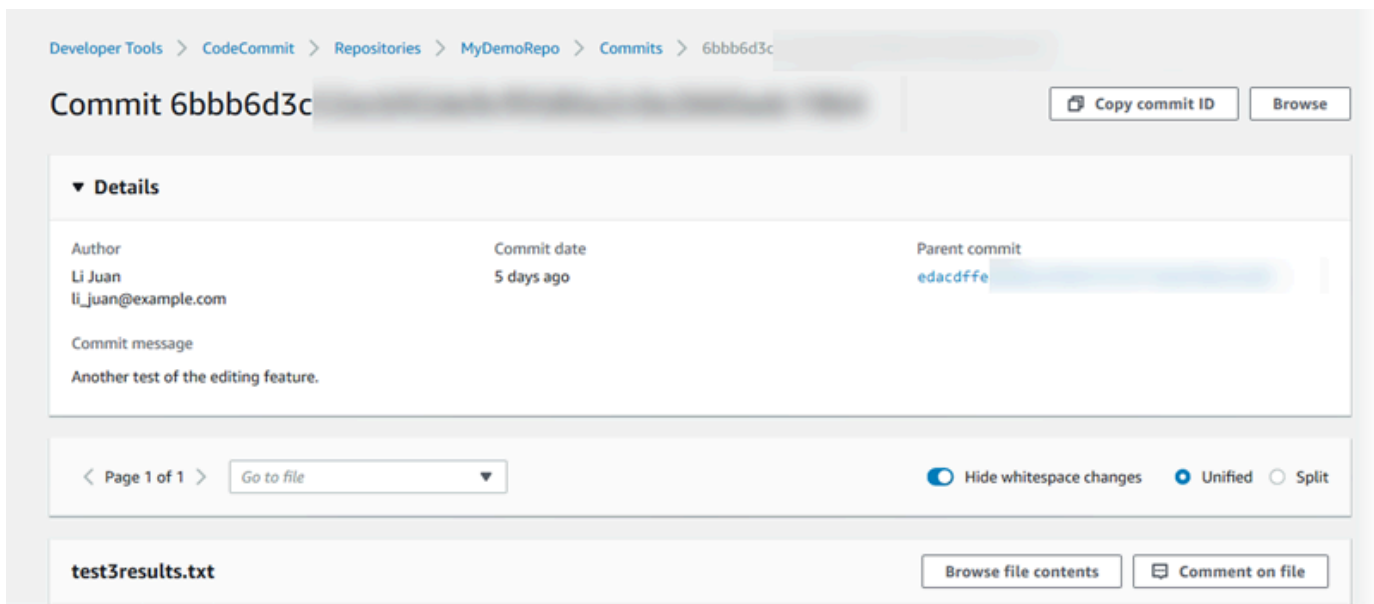 Developer Tools > CodeCommit > Repositories > MyDemoRepo > Commits > 6bbb6d3c
Commit 6bbb6d3c
Copy commit ID
Browse
Details
Author
Commit date
Parent commit
Li Juan
5 days ago
edacdffe
li_juan@example.com
Commit message
Another test of the editing feature.
Page 1 of 1
Go to file
Hide whitespace changes
Unified
Split
test3results.txt
Browse file contents
Comment on file